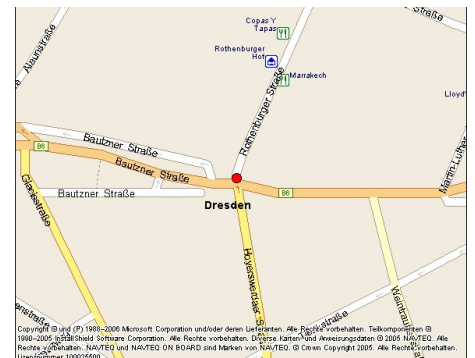 Straße
Copas Y
Tapas
Alaunstraße
Rothenburger
Hof
Marrakech
Rothenburger Straße
Lloyd'
Martin-Luther
Bautzner Straße
B6
Bautzner Straße
Bautzner Straße
B6
Glacisstraße
Dresden
Hoyerswerdaer S
Weintrau
Copyright © und (P) 1988–2006 Microsoft Corporation und/oder deren Lieferanten. Alle Rechte vorbehalten. Teilkomponenten ©
1990–2005 InstallShield Software Corporation. Alle Rechte vorbehalten. Diverse Karten- und Anweisungsdaten © 2005 NAVTEQ. Alle
Rechte vorbehalten. NAVTEQ und NAVTEQ ON BOARD sind Marken von NAVTEQ. © Crown Copyright 2005. Alle Rechte vorbehalten.
Lizenznummer 100025500